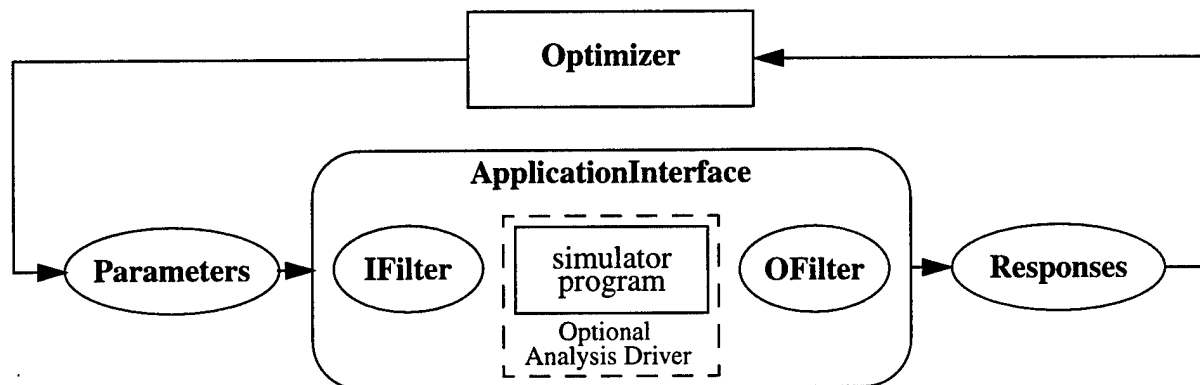 Optimizer
ApplicationInterface
Parameters
IFilter
simulator
program
OFilter
Responses
Optional
Analysis Driver